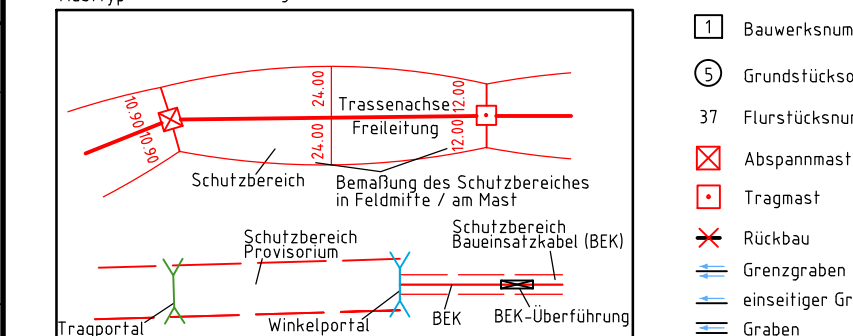 10.90
10.90
24.00
24.00
Trassenachse
Freileitung
12.00
12.00
Schutzbereich
Bemaßung des Schutzbereiches
in Feldmitte / am Mast
Schutzbereich
Provisorium
Schutzbereich
Baueinsatzkabel (BEK)
Tragportal
Winkelportal
BEK
BEK-Überführung
1 Bauwerksnum
5 Grundstückso
37 Flurstücksnu
Abspannmast
Tragmast
Rückbau
Grenzgraben
einseitiger Gr
Graben